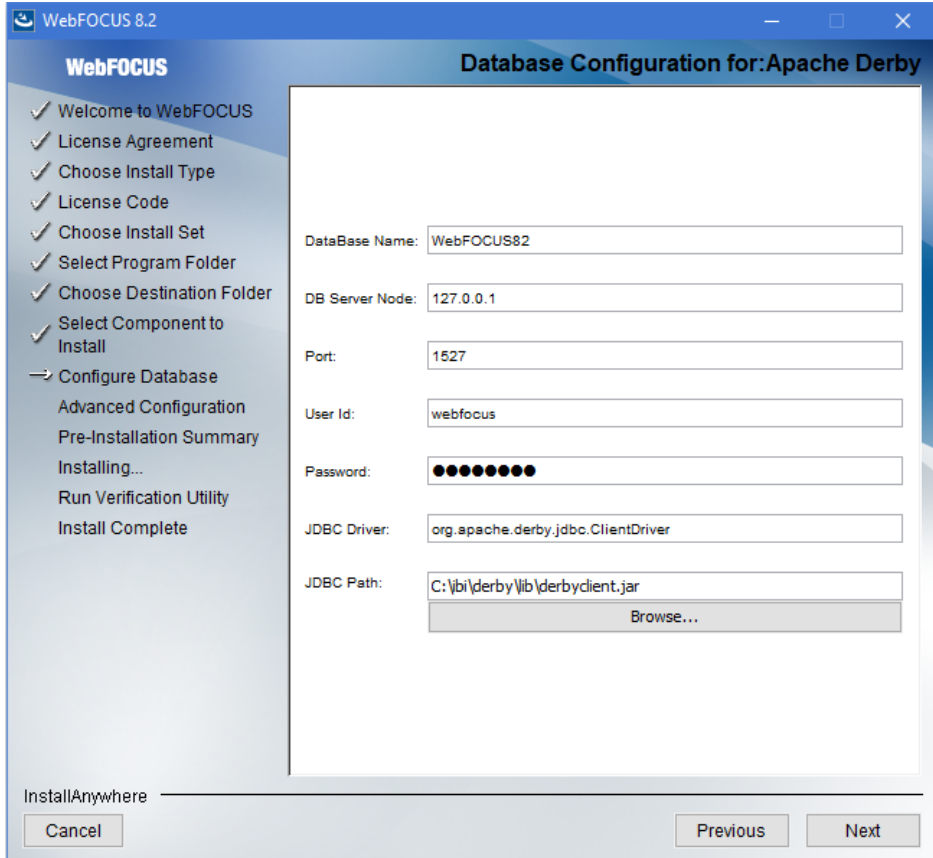 WebFOCUS 8.2
WebFOCUS
Database Configuration for:Apache Derby
Welcome to WebFOCUS
License Agreement
Choose Install Type
License Code
Choose Install Set
Select Program Folder
Choose Destination Folder
Select Component to
Install
Configure Database
Advanced Configuration
Pre-Installation Summary
Installing...
Run Verification Utility
Install Complete
DataBase Name: WebFOCUS82
DB Server Node: 127.0.0.1
Port: 1527
User Id: webfocus
Password: ●●●●●●●●
JDBC Driver: org.apache.derby.jdbc.ClientDriver
JDBC Path: C:\ibi\derby\lib\derbyclient.jar
Browse...
InstallAnywhere
Cancel
Previous
Next